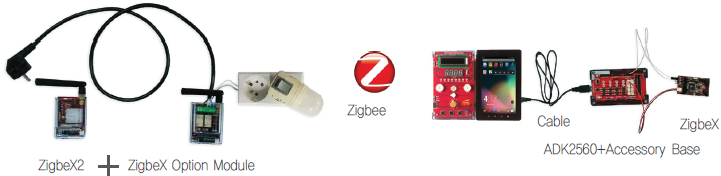 Zigbee
Cable
ZigbeX
ADK2560+Accessory Base
ZigbeX2 + ZigbeX Option Module